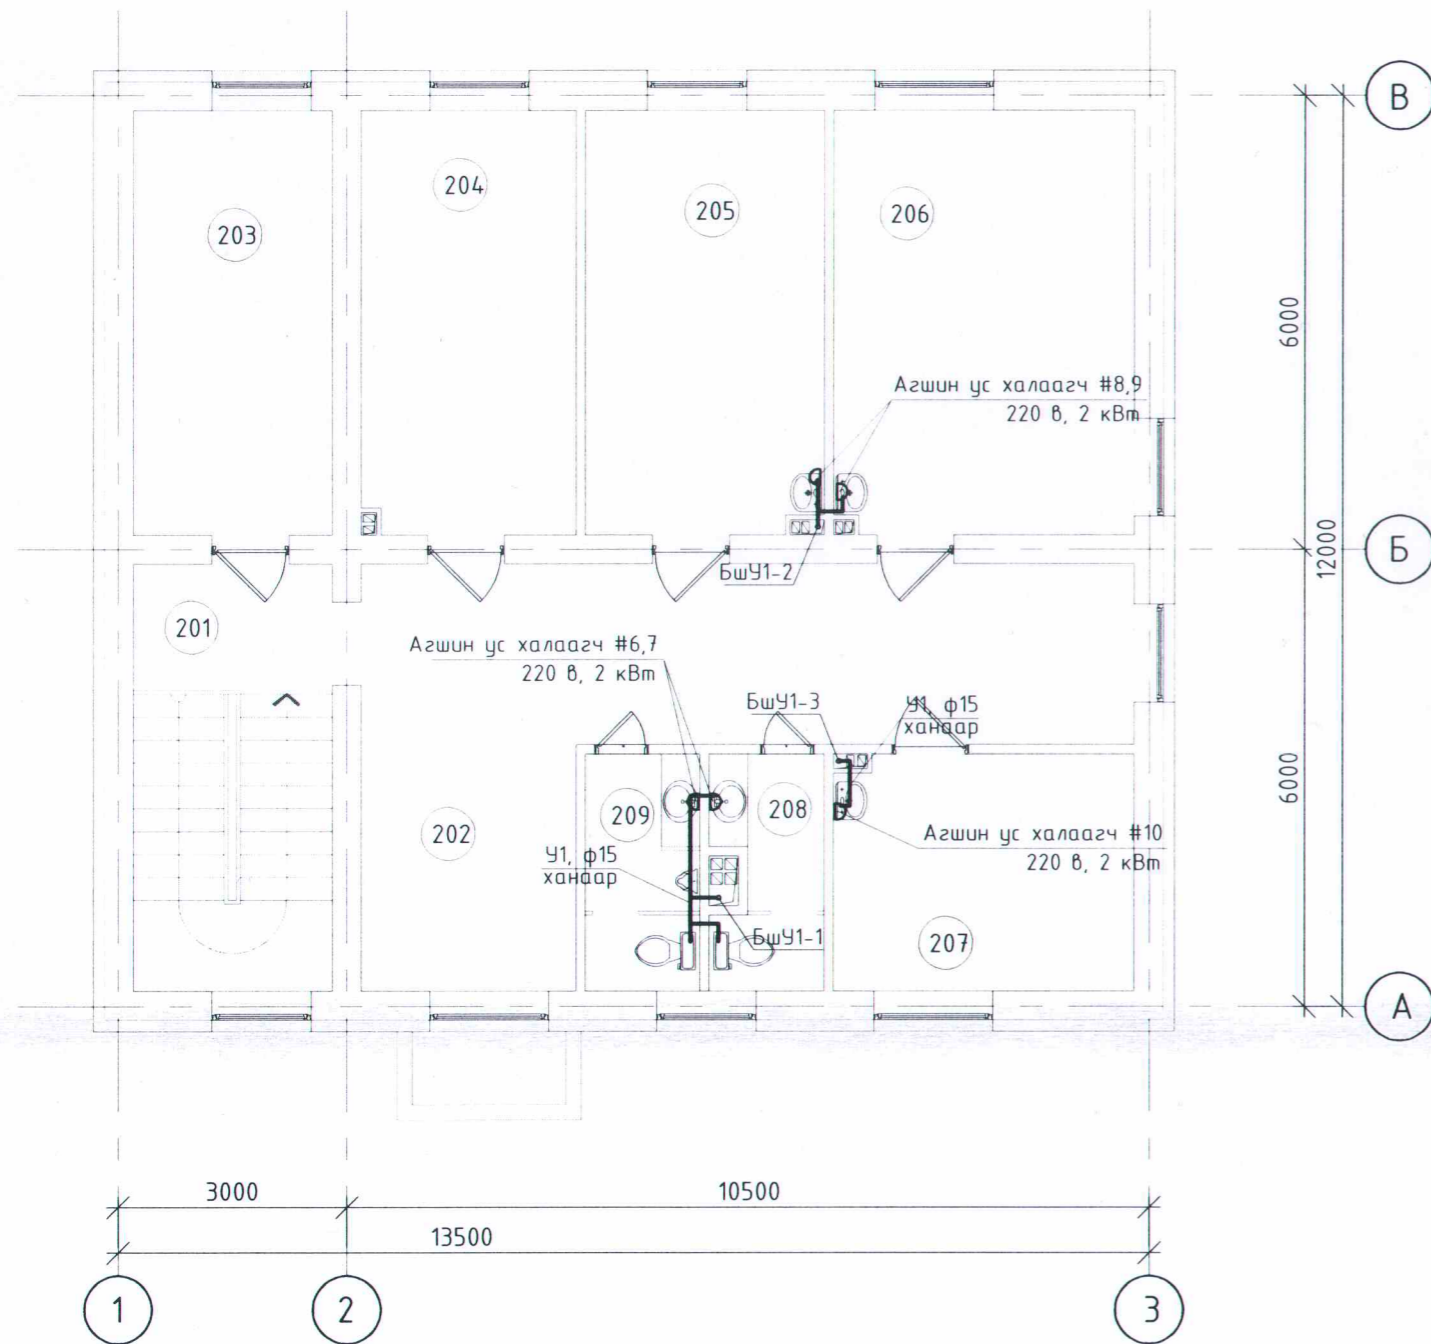 В
204
205
206
203
6000
Агшин ус халаагч #8,9
220 в, 2 кВт
12000
Б
БшУ1-2
201
Агшин ус халаагч #6,7
220 в, 2 кВт
БшУ1-3
У1, ф15
ханаар
6000
209
208
202
Агшин ус халаагч #10
220 в, 2 кВт
У1, ф15
ханаар
БшУ1-1
207
А
3000
10500
13500
1
2
3